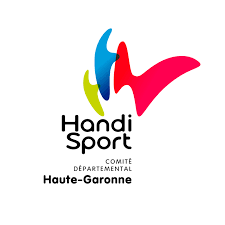 Handi
Sport
COMITÉ
DÉPARTEMENTAL
Haute-Garonne